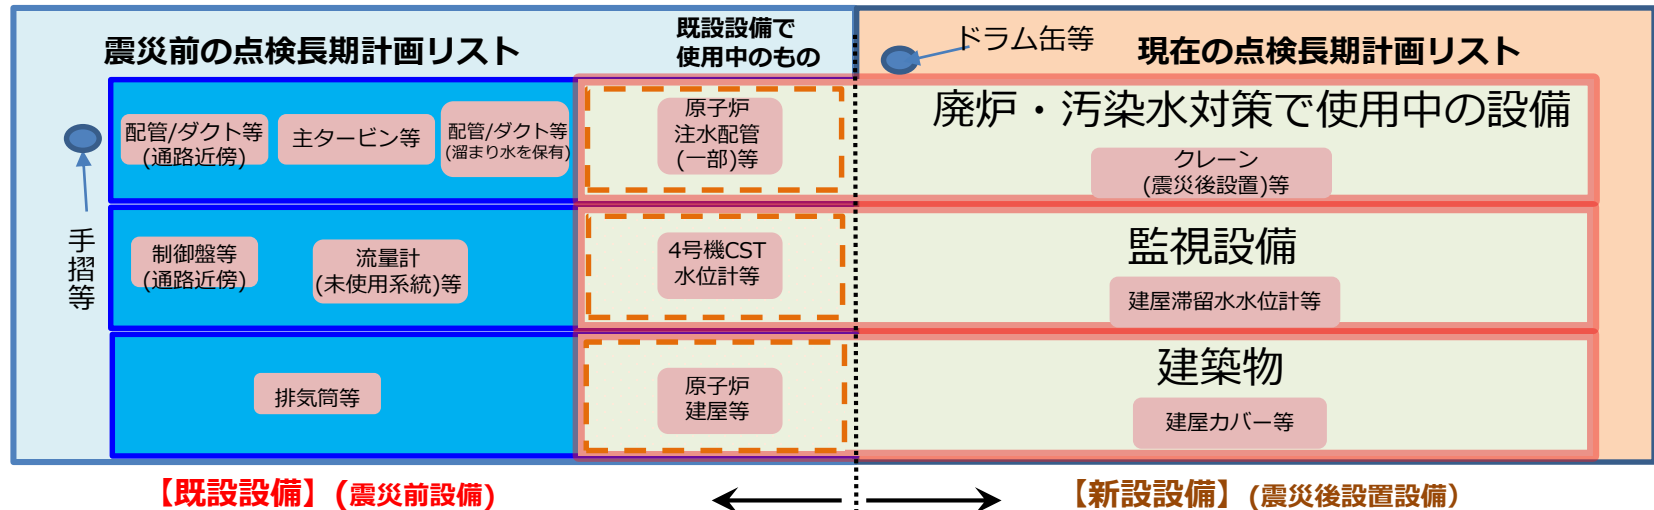 震災前の点検長期計画リスト
既設設備で
使用中のもの
ドラム缶等
現在の点検長期計画リスト
配管/ダクト等
(通路近傍)
主タービン等
配管/ダクト等
(溜まり水を保有)
原子炉
注水配管
(一部)等
廃炉・汚染水対策で使用中の設備
クレーン
(震災後設置)等
手摺等
制御盤等
(通路近傍)
流量計
(未使用系統)等
4号機CST
水位計等
監視設備
建屋滞留水水位計等
排気筒等
原子炉
建屋等
建築物
建屋カバー等
【既設設備】(震災前設備)
【新設設備】(震災後設置設備）